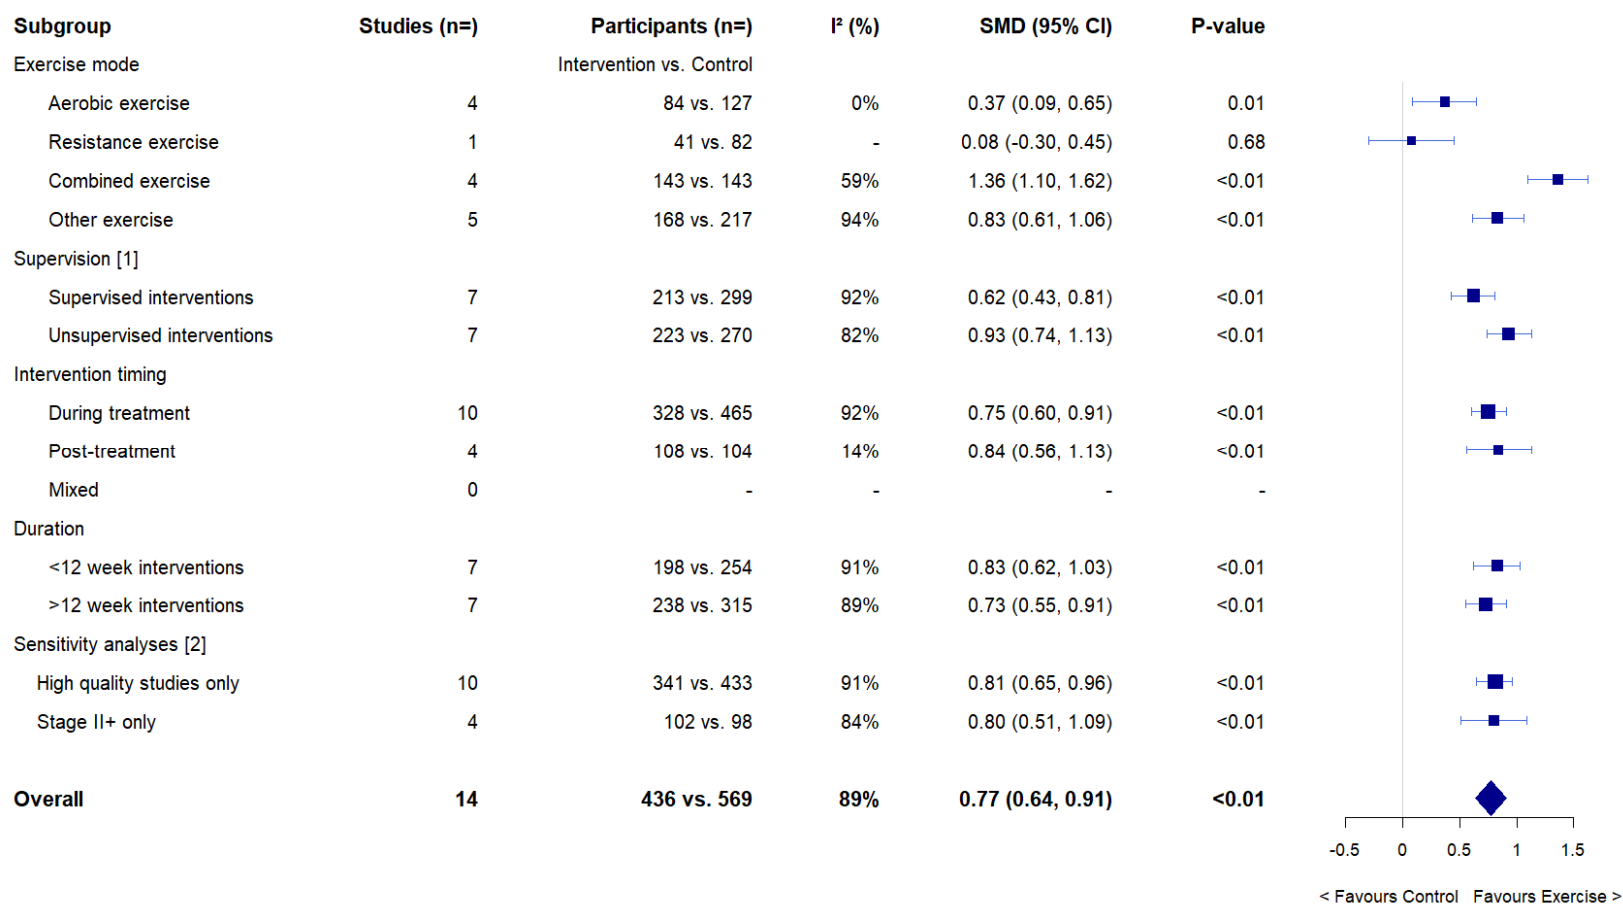 Subgroup Studies (n=) Participants (n=) I² (%) SMD (95% CI) P-value
Exercise mode Intervention vs. Control
Aerobic exercise 4 84 vs. 127 0% 0.37 (0.09, 0.65) 0.01
Resistance exercise 1 41 vs. 82 - 0.08 (-0.30, 0.45) 0.68
Combined exercise 4 143 vs. 143 59% 1.36 (1.10, 1.62) <0.01
Other exercise 5 168 vs. 217 94% 0.83 (0.61, 1.06) <0.01
Supervision [1]
Supervised interventions 7 213 vs. 299 92% 0.62 (0.43, 0.81) <0.01
Unsupervised interventions 7 223 vs. 270 82% 0.93 (0.74, 1.13) <0.01
Intervention timing
During treatment 10 328 vs. 465 92% 0.75 (0.60, 0.91) <0.01
Post-treatment 4 108 vs. 104 14% 0.84 (0.56, 1.13) <0.01
Mixed 0 - - - -
Duration
<12 week interventions 7 198 vs. 254 91% 0.83 (0.62, 1.03) <0.01
>12 week interventions 7 238 vs. 315 89% 0.73 (0.55, 0.91) <0.01
Sensitivity analyses [2]
High quality studies only 10 341 vs. 433 91% 0.81 (0.65, 0.96) <0.01
Stage II+ only 4 102 vs. 98 84% 0.80 (0.51, 1.09) <0.01
Overall 14 436 vs. 569 89% 0.77 (0.64, 0.91) <0.01
-0.5 0 0.5 1 1.5
< Favours Control Favours Exercise >